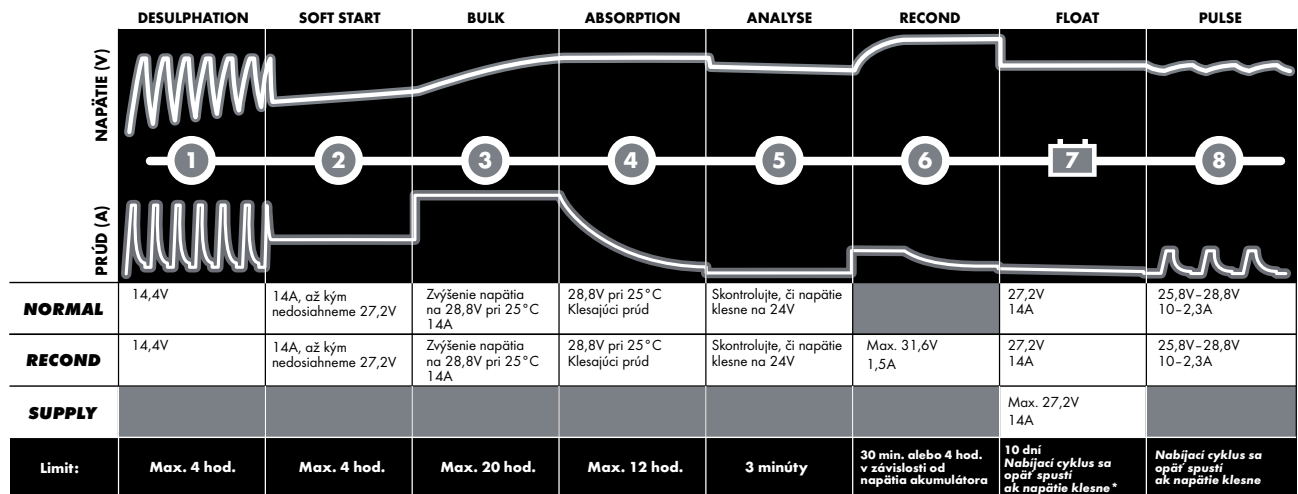 DESULPHATION SOFT START BULK ABSORPTION ANALYSE RECOND FLOAT PULSE
NAPÄTIE (V)
1 2 3 4 5 6 7 8
PRÚD (A)
NORMAL
14,4V
14A, až kým
nedosiahneme 27,2V
Zvýšenie napätia
na 28,8V pri 25°C
14A
28,8V pri 25°C
Klesajúci prúd
Skontrolujte, či napätie
klesne na 24V
27,2V
14A
25,8V–28,8V
10–2,3A
RECOND
14,4V
14A, až kým
nedosiahneme 27,2V
Zvýšenie napätia
na 28,8V pri 25°C
14A
28,8V pri 25°C
Klesajúci prúd
Skontrolujte, či napätie
klesne na 24V
Max. 31,6V
1,5A
27,2V
14A
25,8V–28,8V
10–2,3A
SUPPLY
Max. 27,2V
14A
Limit:
Max. 4 hod.
Max. 4 hod.
Max. 20 hod.
Max. 12 hod.
3 minúty
30 min. alebo 4 hod.
v závislosti od
napätia akumulátora
10 dní
Nabíjací cyklus sa
opäť spustí
ak napätie klesne*
Nabíjací cyklus sa
opäť spustí
ak napätie klesne